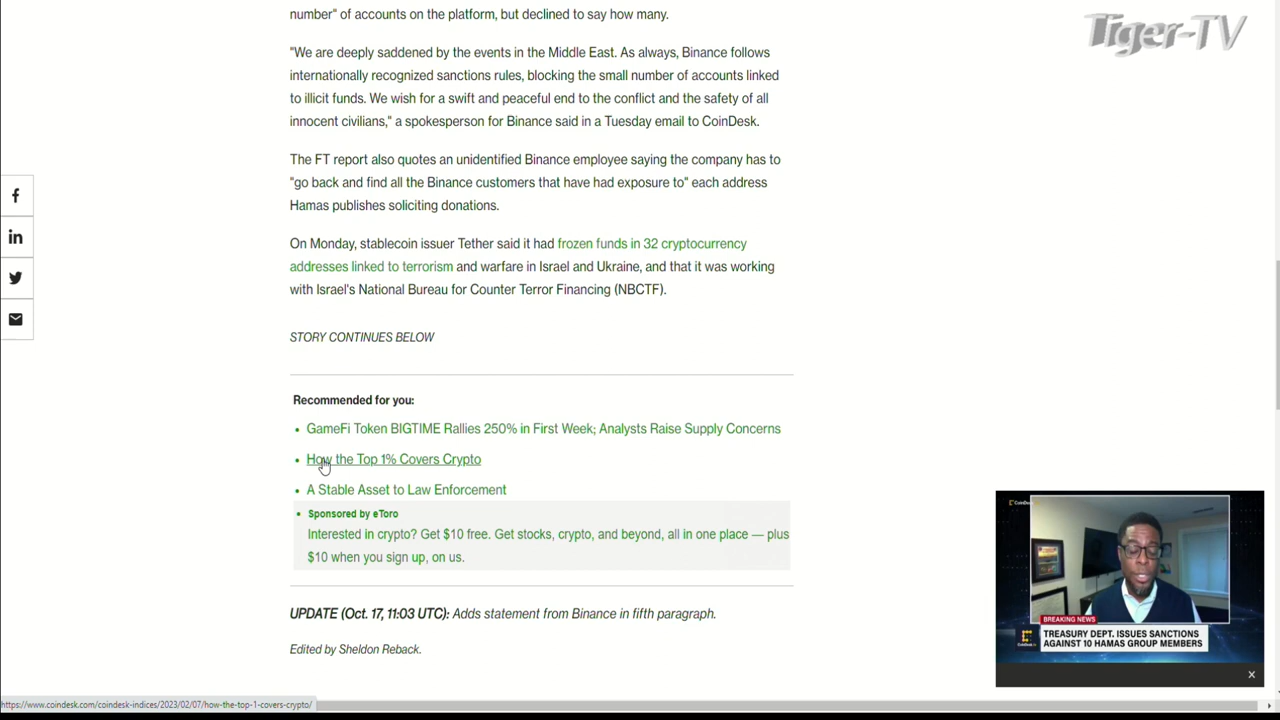 number" of accounts on the platform, but declined to say how many.
Tiger-TV
"We are deeply saddened by the events in the Middle East. As always, Binance follows
internationally recognized sanctions rules, blocking the small number of accounts linked
to illicit funds. We wish for a swift and peaceful end to the conflict and the safety of all
innocent civilians," a spokesperson for Binance said in a Tuesday email to CoinDesk.
The FT report also quotes an unidentified Binance employee saying the company has to
"go back and find all the Binance customers that have had exposure to" each address
Hamas publishes soliciting donations.
On Monday, stablecoin issuer Tether said it had frozen funds in 32 cryptocurrency
addresses linked to terrorism and warfare in Israel and Ukraine, and that it was working
with Israel's National Bureau for Counter Terror Financing (NBCTF).
STORY CONTINUES BELOW
Recommended for you:
• GameFi Token BIGTIME Rallies 250% in First Week; Analysts Raise Supply Concerns
• How the Top 1% Covers Crypto
• A Stable Asset to Law Enforcement
• Sponsored by eToro
Interested in crypto? Get $10 free. Get stocks, crypto, and beyond, all in one place — plus
$10 when you sign up, on us.
UPDATE (Oct. 17, 11:03 UTC): Adds statement from Binance in fifth paragraph.
Edited by Sheldon Reback.
CoinDesk
BREAKING NEWS
TREASURY DEPT. ISSUES SANCTIONS
AGAINST 10 HAMAS GROUP MEMBERS
https://www.coindesk.com/coindesk-indices/2023/02/07/how-the-top-1-covers-crypto/